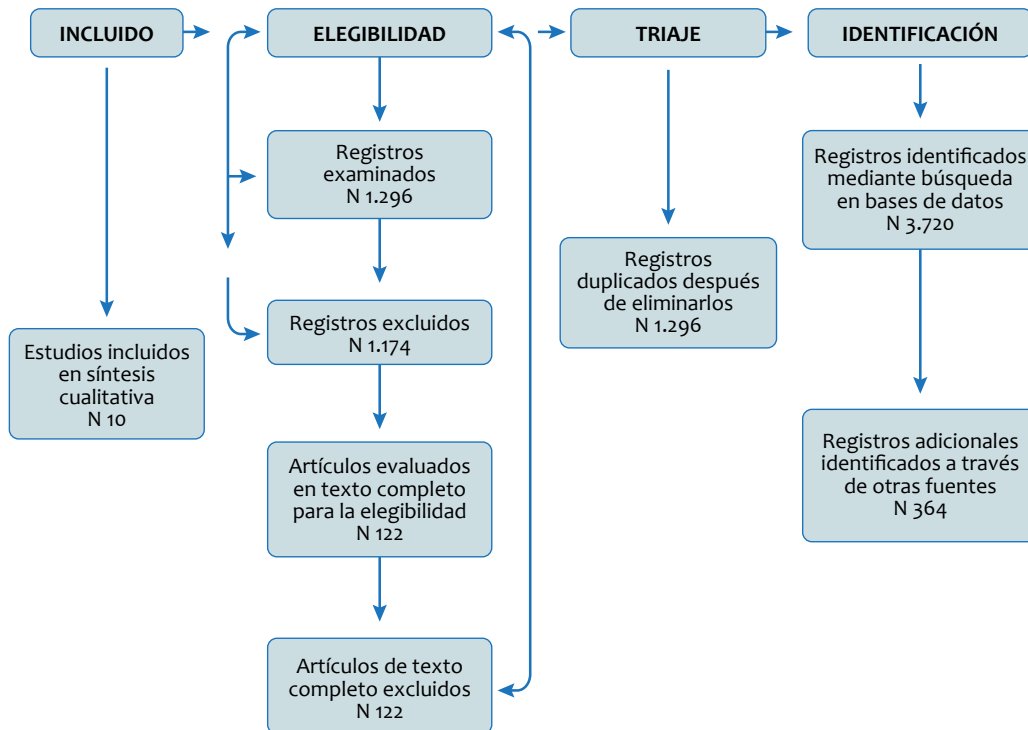 INCLUIDO
ELEGIBILIDAD
TRIAJE
IDENTIFICACIÓN
Estudios incluidos
en síntesis
cualitativa
N 10
Registros
examinados
N 1.296
Registros excluidos
N 1.174
Artículos evaluados
en texto completo
para la elegibilidad
N 122
Artículos de texto
completo excluidos
N 122
Registros
duplicados después
de eliminarlos
N 1.296
Registros identificados
mediante búsqueda
en bases de datos
N 3.720
Registros adicionales
identificados a través
de otras fuentes
N 364